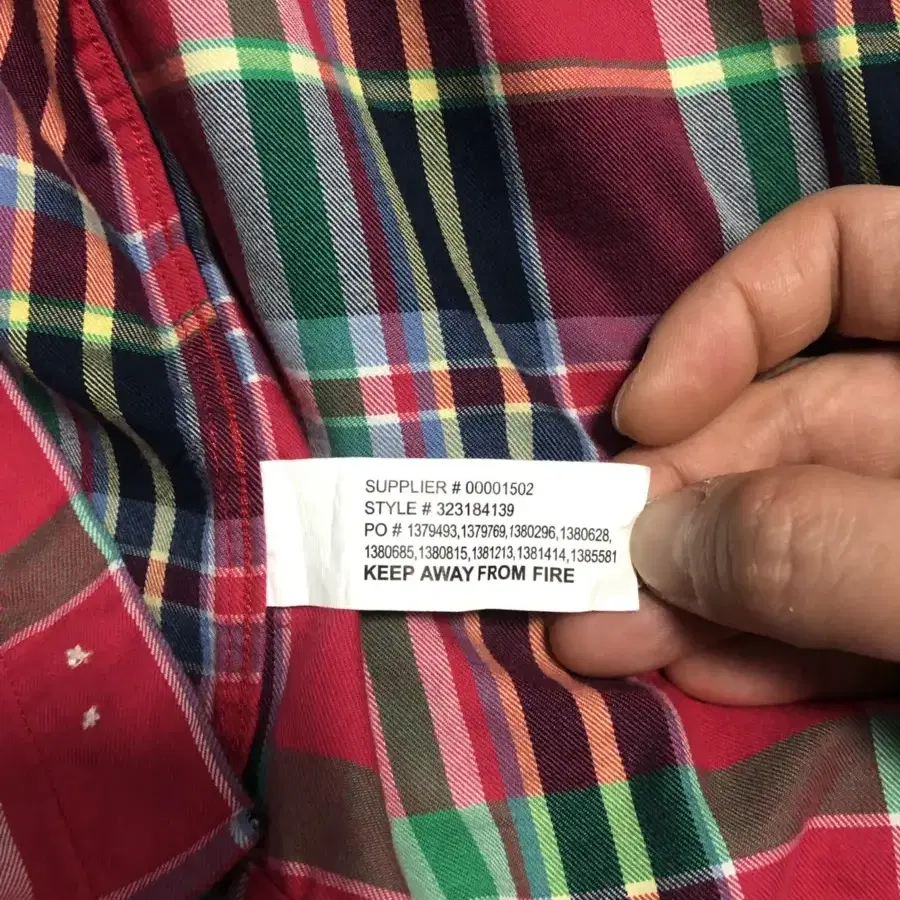 SUPPLIER # 00001502
STYLE # 323184139
PO # 1379493,1379769,1380296,1380628,
1380685,1380815,1381213,1381414,1385581
KEEP AWAY FROM FIRE